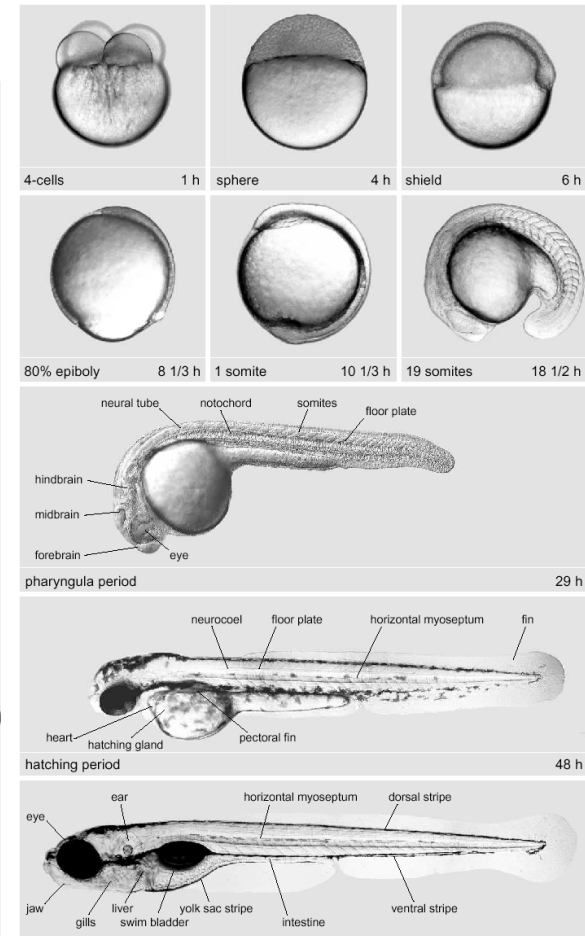 4-cells 1 h
sphere 4 h
shield 6 h
80% epiboly 8 1/3 h
1 somite 10 1/3 h
19 somites 18 1/2 h
neural tube
notochord
somites
floor plate
hindbrain
midbrain
forebrain
eye
pharyngula period 29 h
neurocoel
floor plate
horizontal myoseptum
fin
heart
hatching gland
pectoral fin
hatching period 48 h
ear
horizontal myoseptum
dorsal stripe
eye
jaw
gills
liver
swim bladder
yolk sac stripe
intestine
ventral stripe